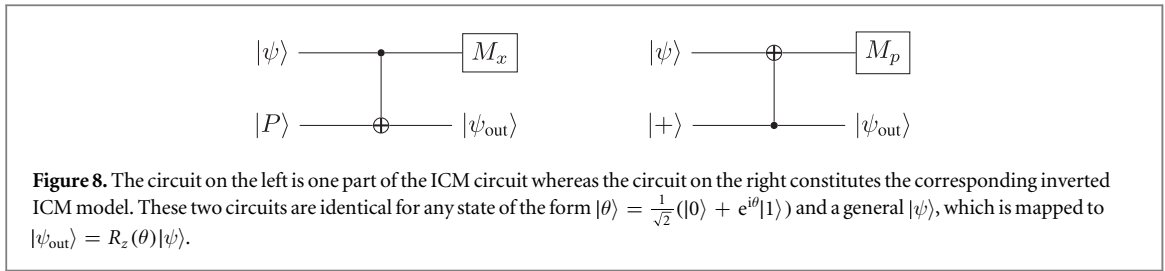 |ψ⟩ M_x |ψ⟩ M_p
|P⟩ |ψ_out⟩ |+⟩ |ψ_out⟩
Figure 8. The circuit on the left is one part of the ICM circuit whereas the circuit on the right constitutes the corresponding inverted
ICM model. These two circuits are identical for any state of the form |θ⟩ = 1/√2(|0⟩ + e^{iθ}|1⟩) and a general |ψ⟩, which is mapped to
|ψ_out⟩ = R_z(θ)|ψ⟩.